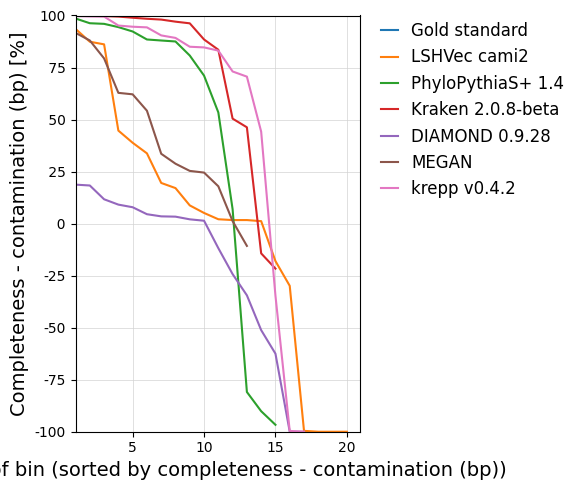 Completeness - contamination (bp) [%]
100
75
50
25
0
-25
-50
-75
-100
5
10
15
20
of bin (sorted by completeness - contamination (bp))
Gold standard
LSHVec cami2
PhyloPythiaS+ 1.4
Kraken 2.0.8-beta
DIAMOND 0.9.28
MEGAN
krepp v0.4.2